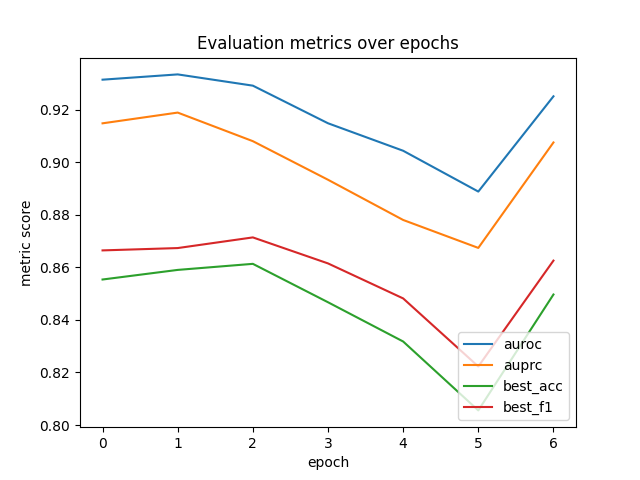 Evaluation metrics over epochs
metric score
0.92
0.90
0.88
0.86
0.84
0.82
0.80
auroc
auprc
best_acc
best_f1
0 1 2 3 4 5 6
epoch